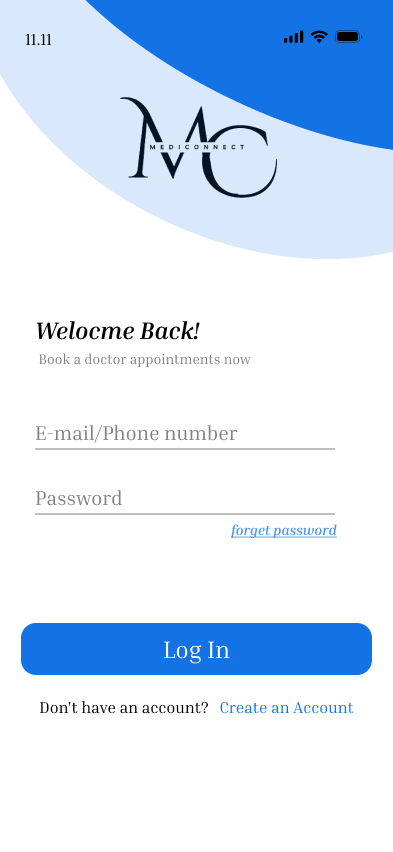 11.11
MC
MEDICONNECT
Welocme Back!
Book a doctor appointments now
E-mail/Phone number
Password
forget password
Log In
Don't have an account? Create an Account